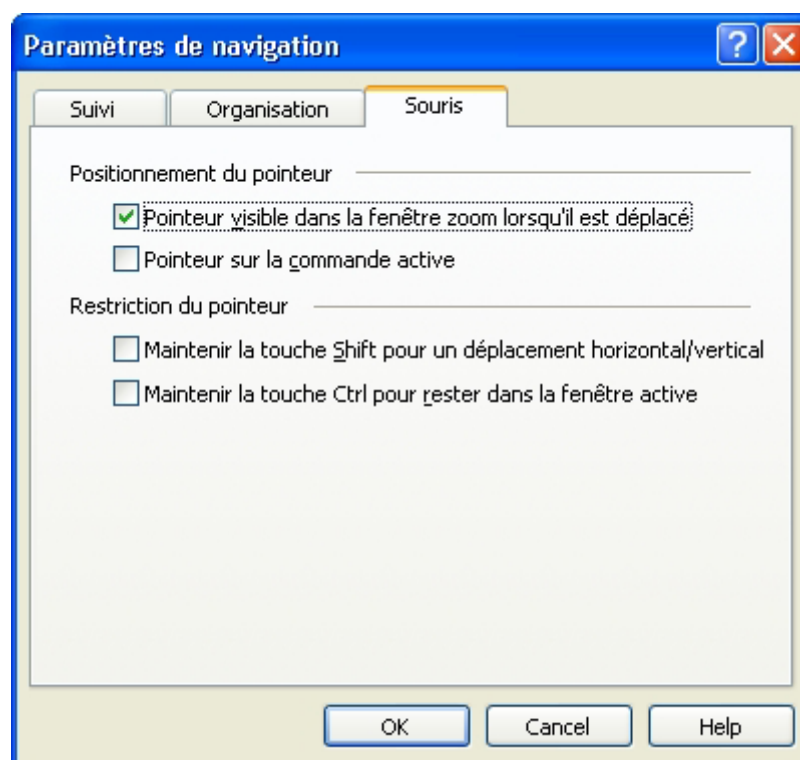 Paramètres de navigation
Suivi Organisation Souris
Positionnement du pointeur
Pointeur visible dans la fenêtre zoom lorsqu'il est déplacé
Pointeur sur la commande active
Restriction du pointeur
Maintenir la touche Shift pour un déplacement horizontal/vertical
Maintenir la touche Ctrl pour rester dans la fenêtre active
OK Cancel Help